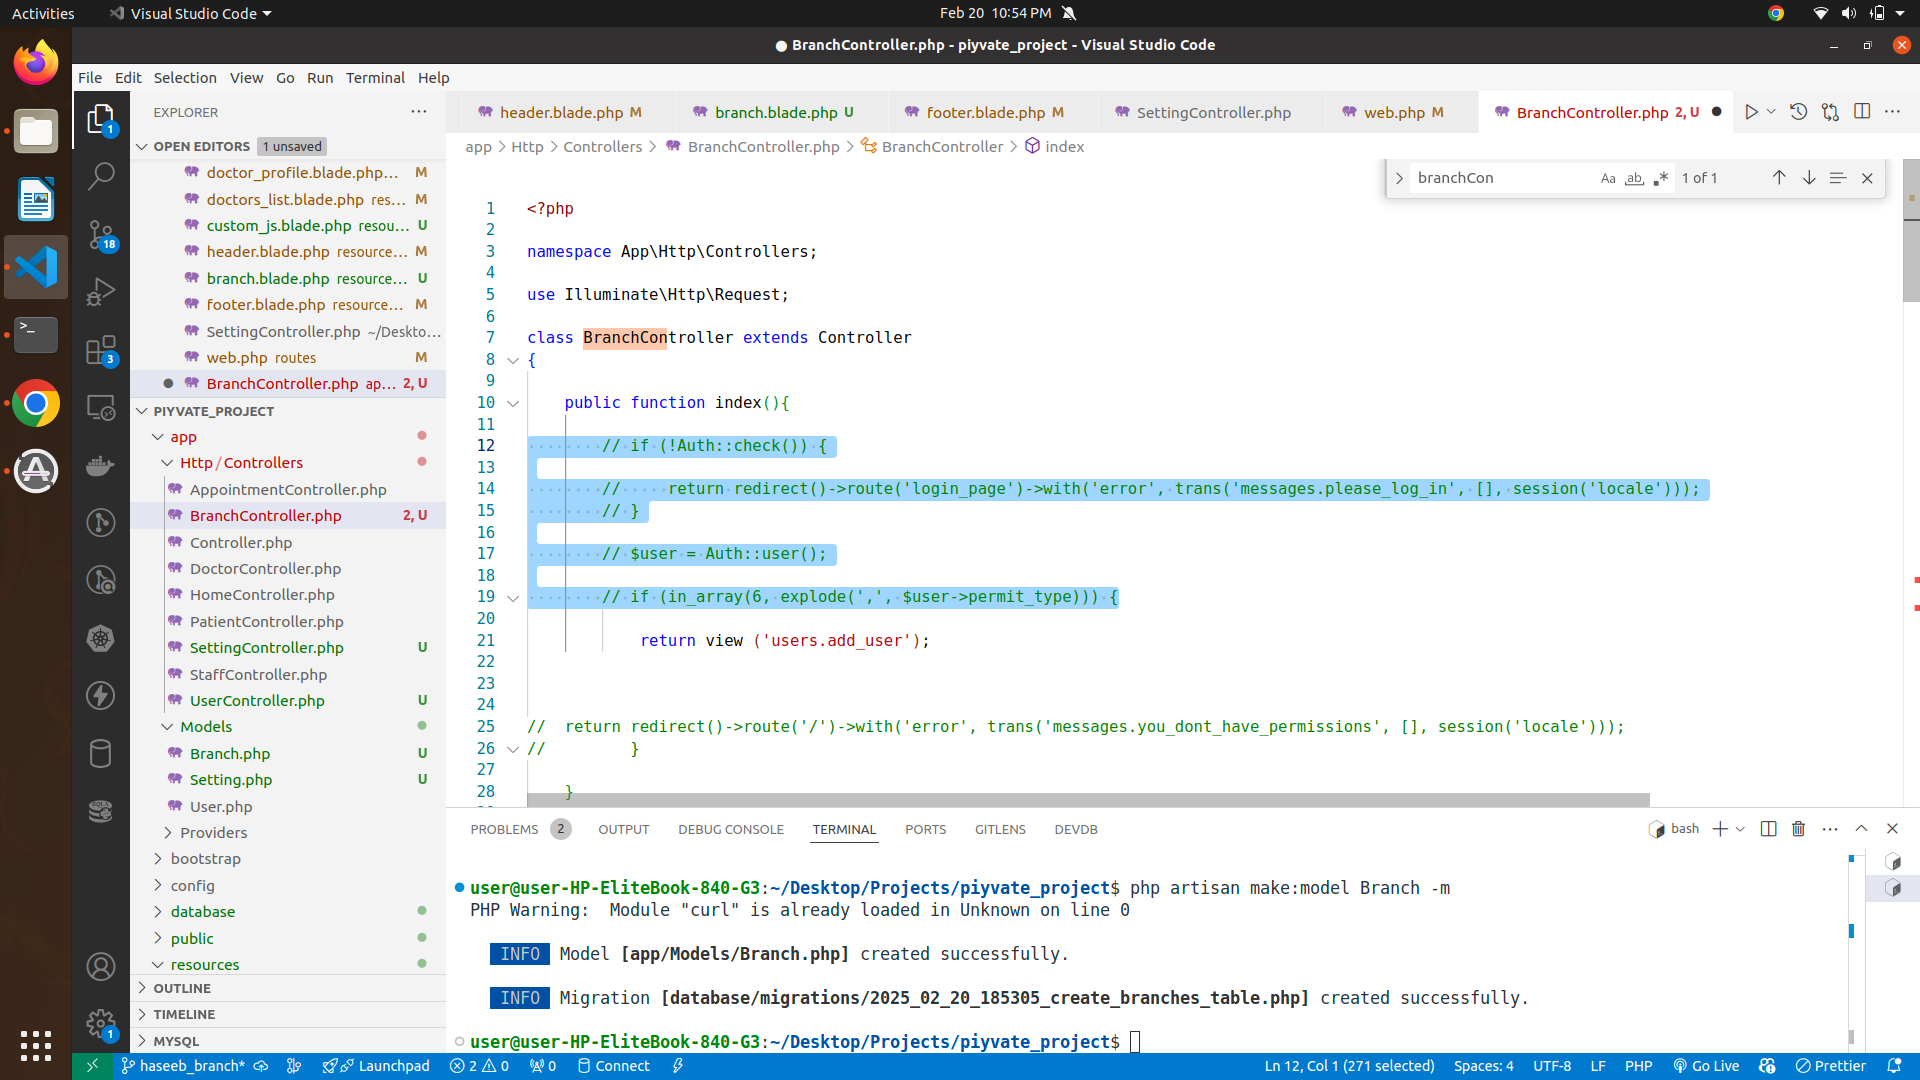 Activities
Visual Studio Code
Feb 20 10:54 PM
● BranchController.php - piyvate_project - Visual Studio Code
File Edit Selection View Go Run Terminal Help
EXPLORER
OPEN EDITORS 1 unsaved
doctor_profile.blade.php... M
doctors_list.blade.php res... M
custom_js.blade.php resou... U
header.blade.php resource... M
branch.blade.php resource... U
footer.blade.php resource... M
SettingController.php ~/Deskto...
web.php routes M
BranchController.php ap... 2, U
PIYVATE_PROJECT
app
Http / Controllers
AppointmentController.php
BranchController.php 2, U
Controller.php
DoctorController.php
HomeController.php
PatientController.php
SettingController.php U
StaffController.php
UserController.php U
Models
Branch.php U
Setting.php U
User.php
Providers
bootstrap
config
database
public
resources
OUTLINE
TIMELINE
MYSQL
1
18
3
1
header.blade.php M
branch.blade.php U
footer.blade.php M
SettingController.php
web.php M
BranchController.php 2, U
app > Http > Controllers > BranchController.php > BranchController > index
branchCon Aa ab .* 1 of 1
1 <?php
2
3 namespace App\Http\Controllers;
4
5 use Illuminate\Http\Request;
6
7 class BranchController extends Controller
8 {
9
10 public function index(){
11
12 // if (!Auth::check()) {
13
14 // return redirect()->route('login_page')->with('error', trans('messages.please_log_in', [], session('locale')));
15 // }
16
17 // $user = Auth::user();
18
19 // if (in_array(6, explode(',', $user->permit_type))) {
20
21 return view ('users.add_user');
22
23
24
25 // return redirect()->route('/')->with('error', trans('messages.you_dont_have_permissions', [], session('locale')));
26 // }
27
28 }
PROBLEMS 2 OUTPUT DEBUG CONSOLE TERMINAL PORTS GITLENS DEVDB
bash
user@user-HP-EliteBook-840-G3:~/Desktop/Projects/piyvate_project$ php artisan make:model Branch -m
PHP Warning:  Module "curl" is already loaded in Unknown on line 0
INFO Model [app/Models/Branch.php] created successfully.
INFO Migration [database/migrations/2025_02_20_185305_create_branches_table.php] created successfully.
user@user-HP-EliteBook-840-G3:~/Desktop/Projects/piyvate_project$
haseeb_branch* Launchpad 2 0 0 Connect
Ln 12, Col 1 (271 selected) Spaces: 4 UTF-8 LF PHP Go Live Prettier